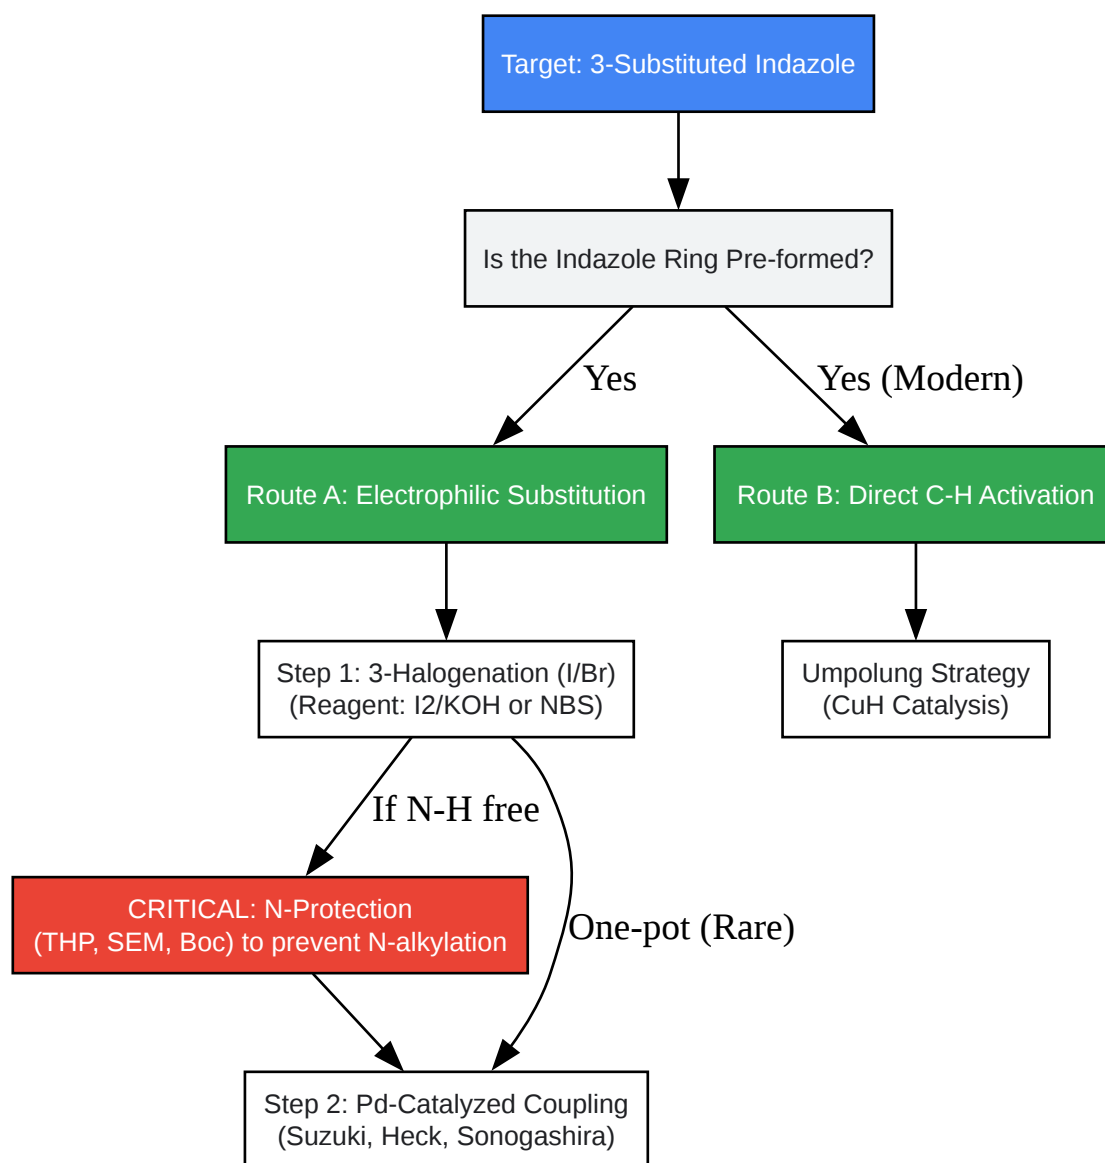 Target: 3-Substituted Indazole
Is the Indazole Ring Pre-formed?
Yes
Yes (Modern)
Route A: Electrophilic Substitution
Route B: Direct C-H Activation
Step 1: 3-Halogenation (I/Br)
(Reagent: I2/KOH or NBS)
Umpolung Strategy
(CuH Catalysis)
If N-H free
CRITICAL: N-Protection
(THP, SEM, Boc) to prevent N-alkylation
One-pot (Rare)
Step 2: Pd-Catalyzed Coupling
(Suzuki, Heck, Sonogashira)